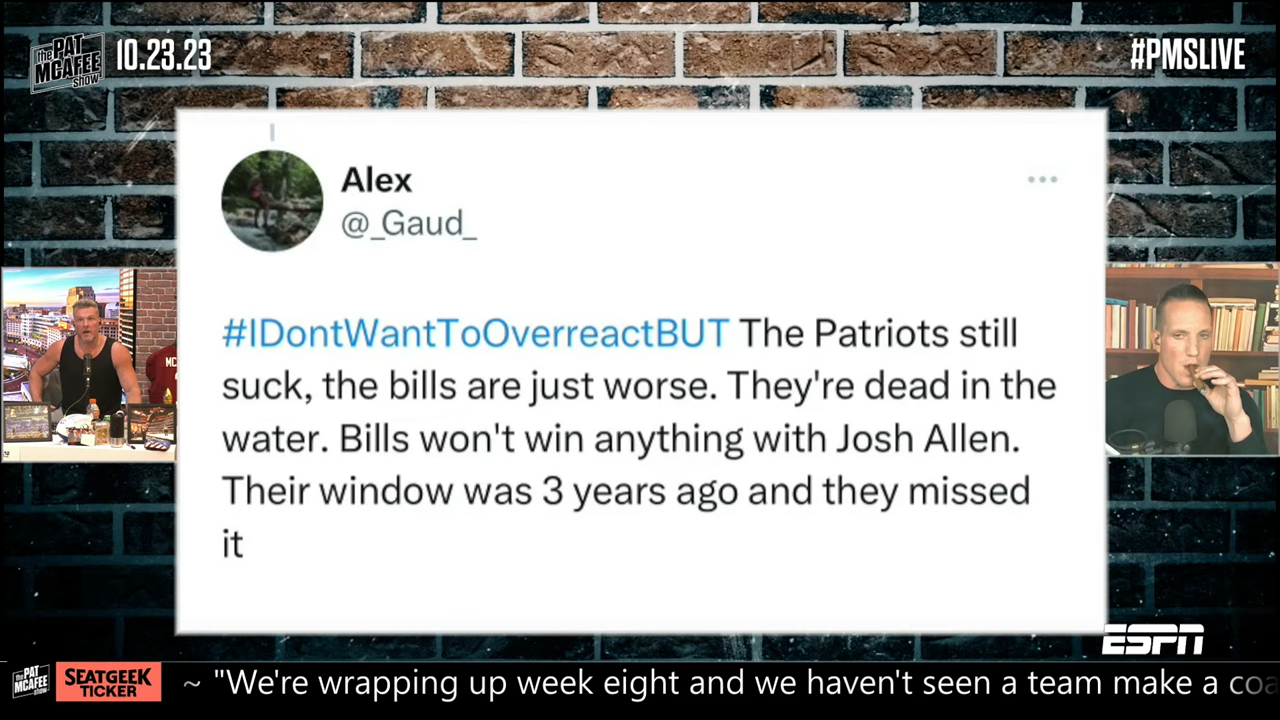 the PAT MCAFEE show
10.23.23
#PMSLIVE
Alex
@_Gaud_
#IDontWantToOverreactBUT The Patriots still
suck, the bills are just worse. They're dead in the
water. Bills won't win anything with Josh Allen.
Their window was 3 years ago and they missed
it
MC
ESPN
the PAT MCAFEE show
SEATGEEK
TICKER
~ "We're wrapping up week eight and we haven't seen a team make a coa